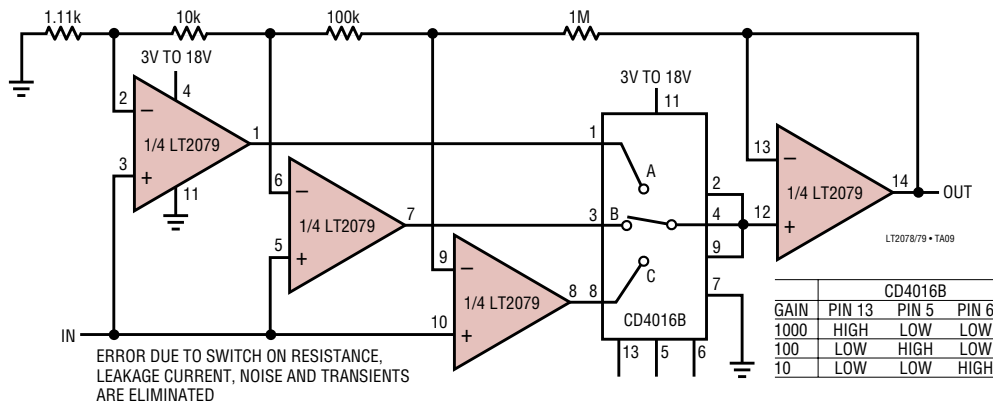 1.11k 10k 100k 1M
3V TO 18V
4
2
1/4 LT2079
1
3
11
3V TO 18V
11
1
A
6
1/4 LT2079
7
5
3
B
2
4
9
C
13
1/4 LT2079
14
OUT
12
LT2078/79 • TA09
9
1/4 LT2079
8
8
10
7
CD4016B
13
5
6
IN
ERROR DUE TO SWITCH ON RESISTANCE,
LEAKAGE CURRENT, NOISE AND TRANSIENTS
ARE ELIMINATED
CD4016B
GAIN PIN 13 PIN 5 PIN 6
1000 HIGH LOW LOW
100 LOW HIGH LOW
10 LOW LOW HIGH